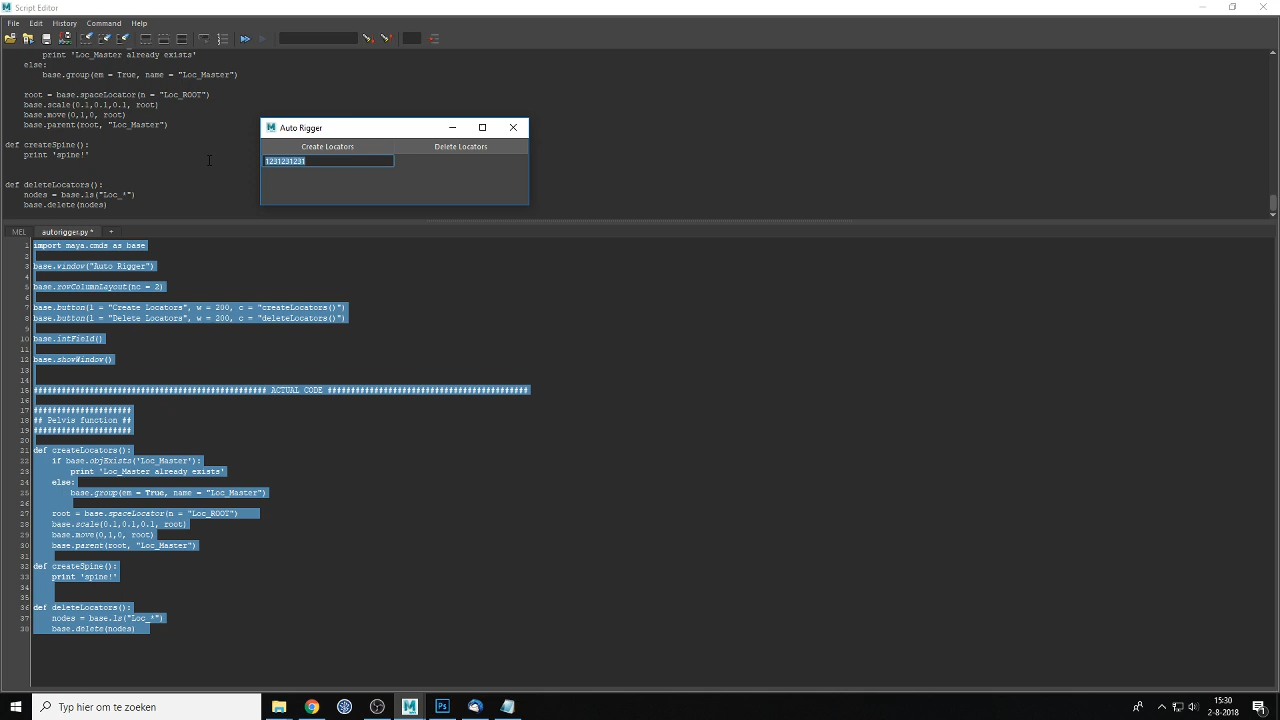 Script Editor
File Edit History Command Help
print 'Loc_Master already exists'
else:
base.group(em = True, name = "Loc_Master")
root = base.spaceLocator(n = "Loc_ROOT")
base.scale(0.1,0.1,0.1, root)
base.move(0,1,0, root)
base.parent(root, "Loc_Master")
def createSpine():
print 'spine!'
def deleteLocators():
nodes = base.ls("Loc_*")
base.delete(nodes)
Auto Rigger
Create Locators Delete Locators
1231231231
MEL autorigger.py * +
1 import maya.cmds as base
2
3 base.window("Auto Rigger")
4
5 base.rowColumnLayout(nc = 2)
6
7 base.button(l = "Create Locators", w = 200, c = "createLocators()")
8 base.button(l = "Delete Locators", w = 200, c = "deleteLocators()")
9
10 base.intField()
11
12 base.showWindow()
13
14
15 ################################################## ACTUAL CODE ###########################################
16
17 #####################
18 ## Pelvis function ##
19 #####################
20
21 def createLocators():
22 if base.objExists('Loc_Master'):
23 print 'Loc_Master already exists'
24 else:
25 base.group(em = True, name = "Loc_Master")
26
27 root = base.spaceLocator(n = "Loc_ROOT")
28 base.scale(0.1,0.1,0.1, root)
29 base.move(0,1,0, root)
30 base.parent(root, "Loc_Master")
31
32 def createSpine():
33 print 'spine!'
34
35
36 def deleteLocators():
37 nodes = base.ls("Loc_*")
38 base.delete(nodes)
Typ hier om te zoeken
15:30
2-8-2018